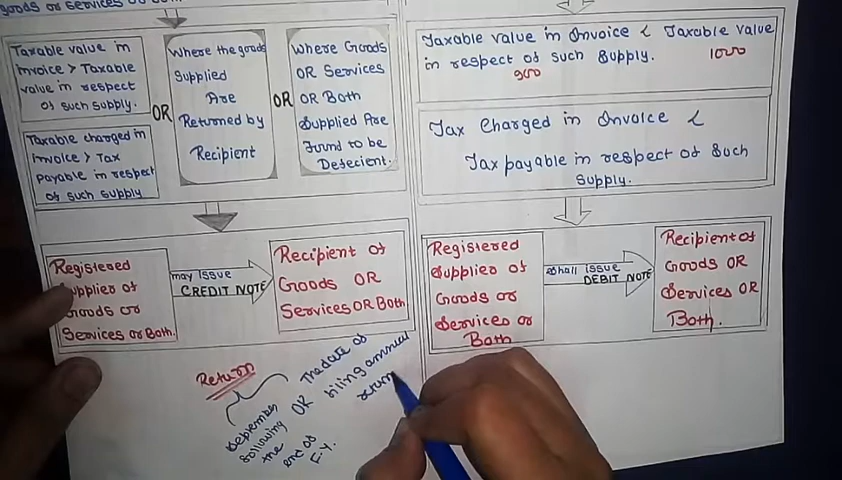 goods or services or
Taxable value in
invoice > Taxable
value in respect
of such supply.
Taxable charged in
invoice > Tax
payable in respect
of such supply
OR
Where the goods
Supplied
Are
Returned by
Recipient
OR
Where Goods
OR Services
OR Both
Supplied Are
Found to be
Defecient.
Registered
Supplier of
Goods or
Services or Both.
may issue
CREDIT NOTE
Recipient of
Goods OR
Services OR Both
Return
September
following
the
end of
F.Y.
OR
The date of
filing annual
return
Taxable value in Invoice < Taxable value
in respect of such Supply.
900
1000
Tax Charged in Invoice <
Tax payable in respect of Such
Supply.
Registered
Supplier of
Goods or
Services or
Both
Shall Issue
DEBIT NOTE
Recipient of
Goods OR
Services OR
Both.